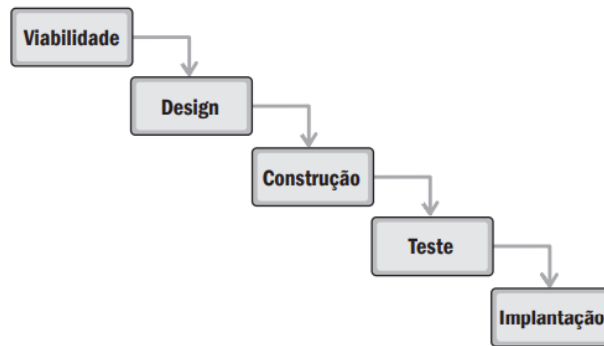 Viabilidade
Design
Construção
Teste
Implantação